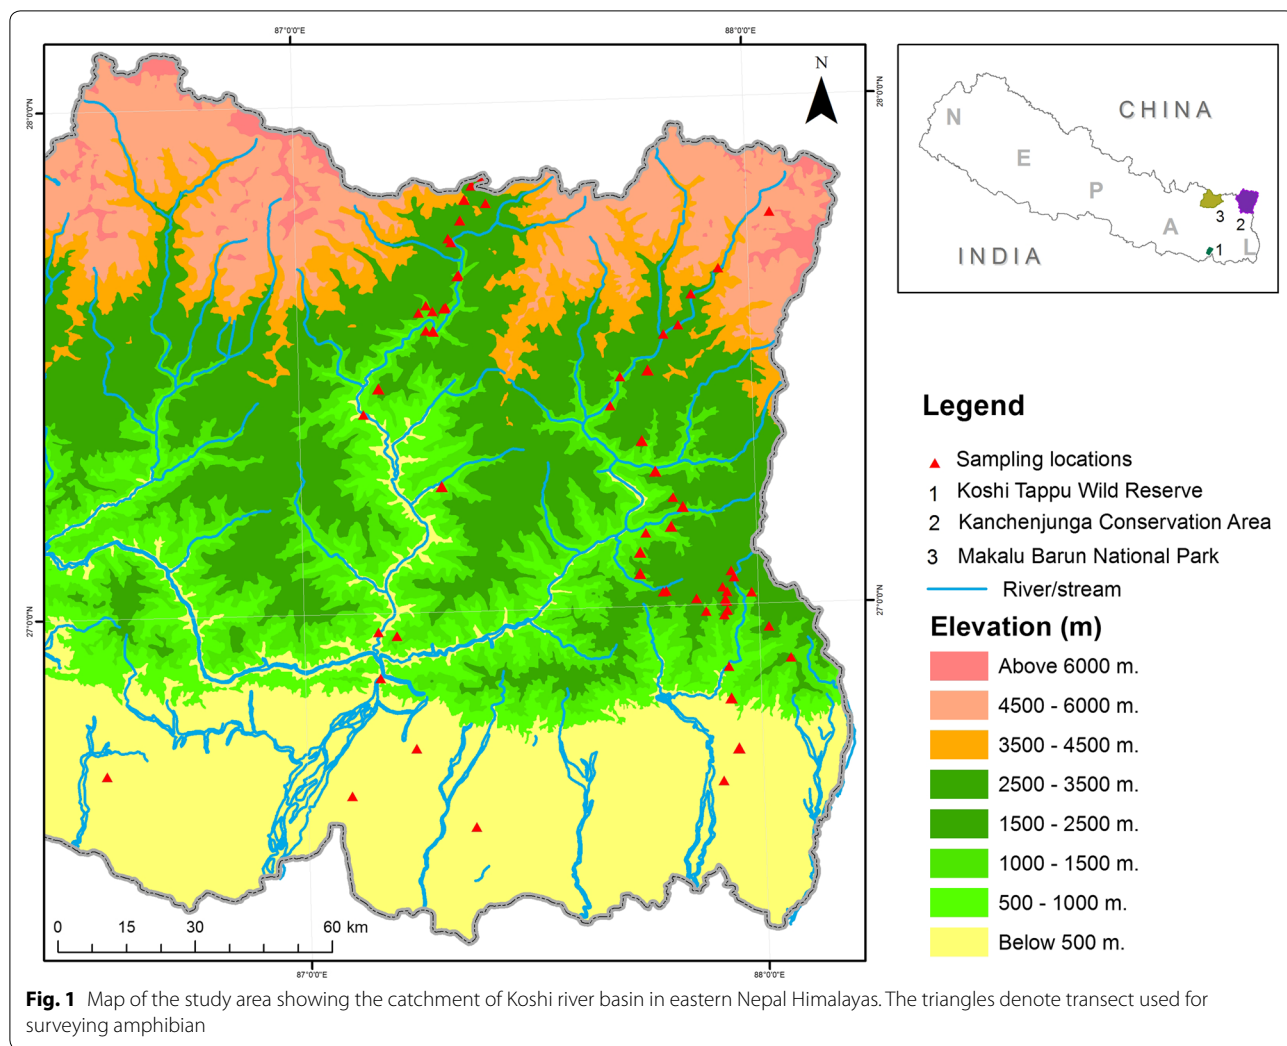 87°0'0"E
88°0'0"E
N
28°0'0"N
28°0'0"N
27°0'0"N
27°0'0"N
0 15 30 60 km
87°0'0"E
88°0'0"E
CHINA
N
E
P
A
L
INDIA
3
2
1
Legend
Sampling locations
1 Koshi Tappu Wild Reserve
2 Kanchenjunga Conservation Area
3 Makalu Barun National Park
River/stream
Elevation (m)
Above 6000 m.
4500 - 6000 m.
3500 - 4500 m.
2500 - 3500 m.
1500 - 2500 m.
1000 - 1500 m.
500 - 1000 m.
Below 500 m.
Fig. 1 Map of the study area showing the catchment of Koshi river basin in eastern Nepal Himalayas. The triangles denote transect used for
surveying amphibian